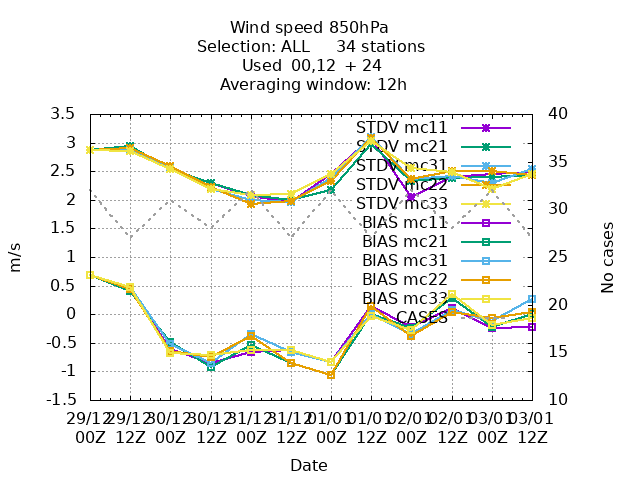 Wind speed 850hPa
Selection: ALL 34 stations
Used 00,12 + 24
Averaging window: 12h
3.5
3
2.5
2
1.5
1
0.5
0
-0.5
-1
-1.5
m/s
40
35
30
25
20
15
10
No cases
STDV mc11
STDV mc21
STDV mc31
STDV mc22
STDV mc33
BIAS mc11
BIAS mc21
BIAS mc31
BIAS mc22
BIAS mc33
CASES
29/12 29/12 30/12 30/12 31/12 31/12 01/01 01/01 02/01 02/01 03/01 03/01
00Z 12Z 00Z 12Z 00Z 12Z 00Z 12Z 00Z 12Z 00Z 12Z
Date